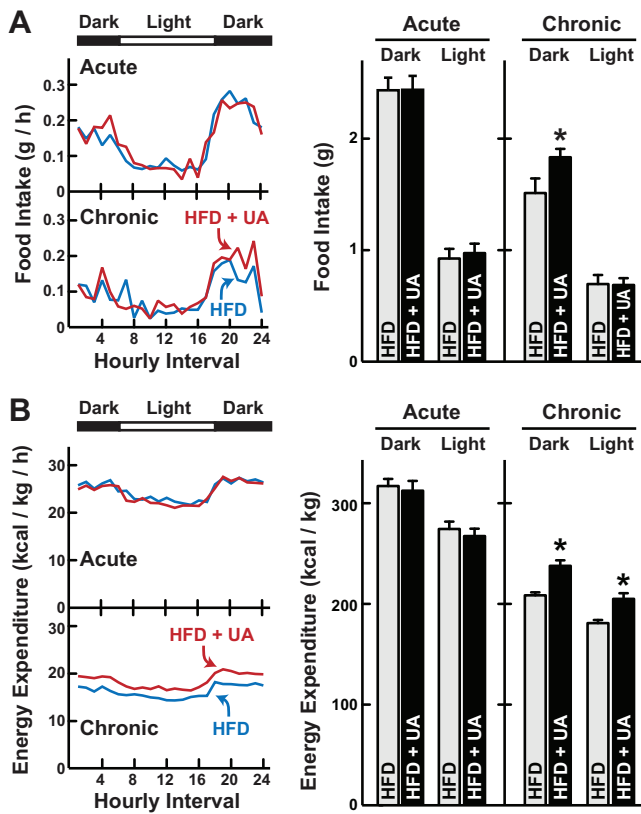 A
Dark Light Dark
Acute
0.3
0.2
0.1
0
Chronic
HFD + UA
HFD
0.3
0.2
0.1
0
Food Intake (g / h)
4 8 12 16 20 24
Hourly Interval
Acute Chronic
Dark Light Dark Light
2
1
0
Food Intake (g)
*
HFD HFD + UA HFD HFD + UA HFD HFD + UA HFD HFD + UA
B
Dark Light Dark
30
20
10
0
Acute
30
20
10
0
HFD + UA
HFD
Chronic
Energy Expenditure (kcal / kg / h)
4 8 12 16 20 24
Hourly Interval
Acute Chronic
Dark Light Dark Light
300
200
100
0
Energy Expenditure (kcal / kg)
* *
HFD HFD + UA HFD HFD + UA HFD HFD + UA HFD HFD + UA